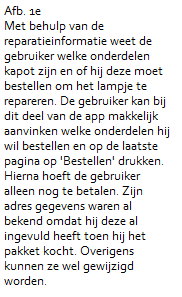 Afb. 1e
Met behulp van de
reparatieinformatie weet de
gebruiker welke onderdelen
kapot zijn en of hij deze moet
bestellen om het lampje te
repareren. De gebruiker kan bij
dit deel van de app makkelijk
aanvinken welke onderdelen hij
wil bestellen en op de laatste
pagina op 'Bestellen' drukken.
Hierna hoeft de gebruiker
alleen nog te betalen. Zijn
adres gegevens waren al
bekend omdat hij deze al
ingevuld heeft toen hij het
pakket kocht. Overigens
kunnen ze wel gewijzigd
worden.